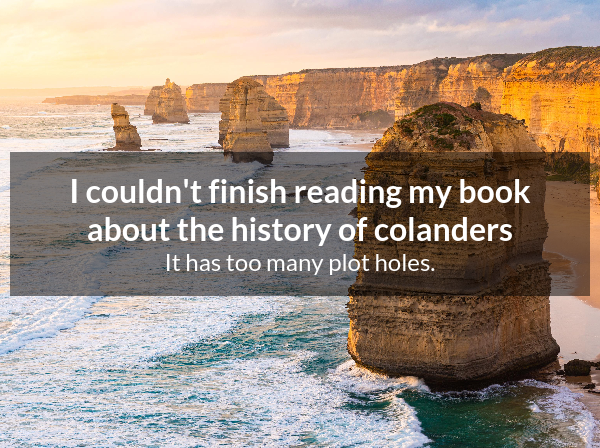 I couldn't finish reading my book
about the history of colanders
It has too many plot holes.